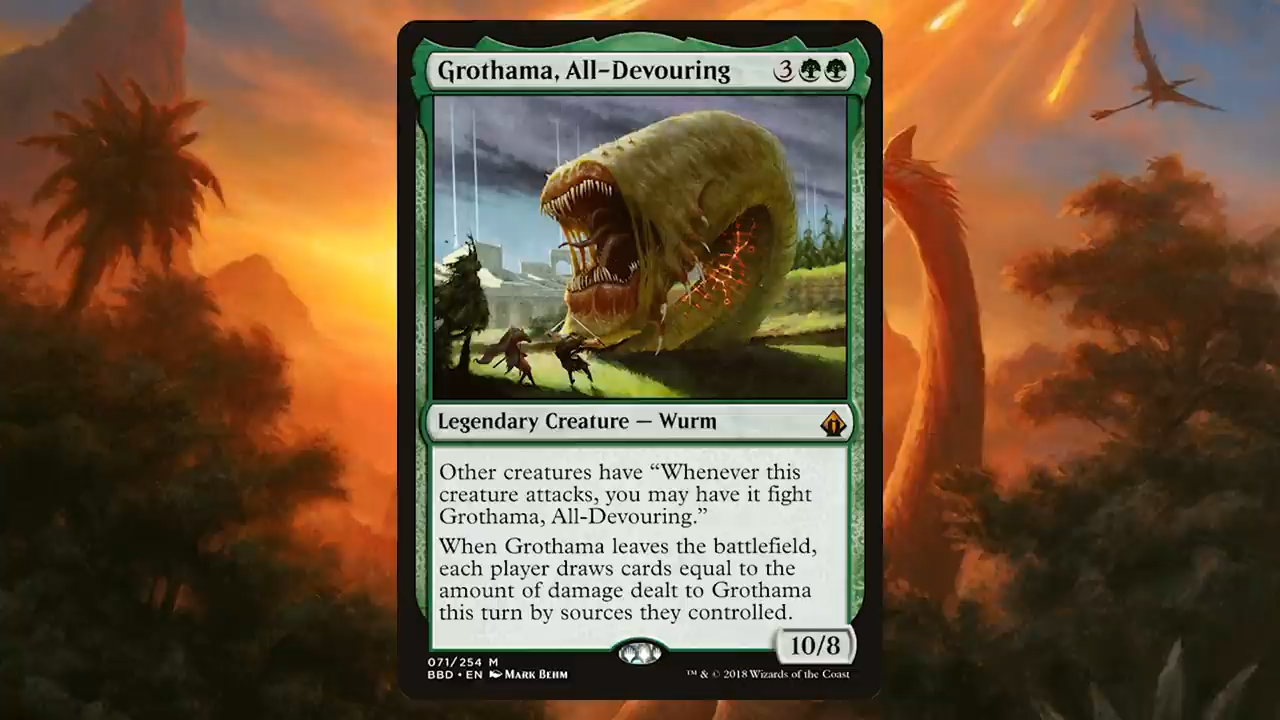 Grothama, All-Devouring 3
Legendary Creature — Wurm
Other creatures have “Whenever this
creature attacks, you may have it fight
Grothama, All-Devouring.”
When Grothama leaves the battlefield,
each player draws cards equal to the
amount of damage dealt to Grothama
this turn by sources they controlled.
10/8
071/254 M
BBD • EN Mark Behm
™ & © 2018 Wizards of the Coast